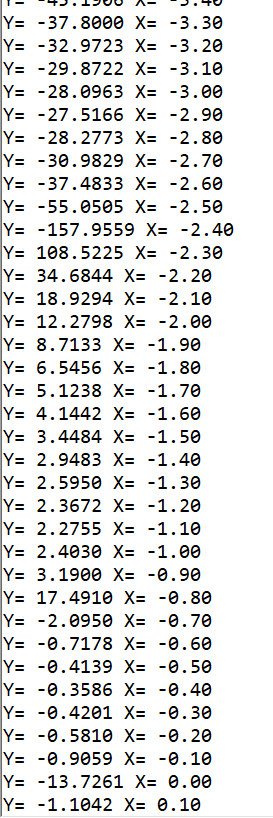 Y= -45.1906 X= -3.40
Y= -37.8000 X= -3.30
Y= -32.9723 X= -3.20
Y= -29.8722 X= -3.10
Y= -28.0963 X= -3.00
Y= -27.5166 X= -2.90
Y= -28.2773 X= -2.80
Y= -30.9829 X= -2.70
Y= -37.4833 X= -2.60
Y= -55.0505 X= -2.50
Y= -157.9559 X= -2.40
Y= 108.5225 X= -2.30
Y= 34.6844 X= -2.20
Y= 18.9294 X= -2.10
Y= 12.2798 X= -2.00
Y= 8.7133 X= -1.90
Y= 6.5456 X= -1.80
Y= 5.1238 X= -1.70
Y= 4.1442 X= -1.60
Y= 3.4484 X= -1.50
Y= 2.9483 X= -1.40
Y= 2.5950 X= -1.30
Y= 2.3672 X= -1.20
Y= 2.2755 X= -1.10
Y= 2.4030 X= -1.00
Y= 3.1900 X= -0.90
Y= 17.4910 X= -0.80
Y= -2.0950 X= -0.70
Y= -0.7178 X= -0.60
Y= -0.4139 X= -0.50
Y= -0.3586 X= -0.40
Y= -0.4201 X= -0.30
Y= -0.5810 X= -0.20
Y= -0.9059 X= -0.10
Y= -13.7261 X= 0.00
Y= -1.1042 X= 0.10